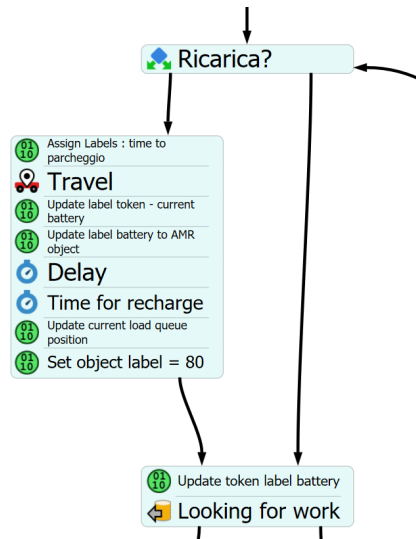 Ricarica?
Assign Labels : time to
parcheggio
Travel
Update label token - current
battery
Update label battery to AMR
object
Delay
Time for recharge
Update current load queue
position
Set object label = 80
Update token label battery
Looking for work